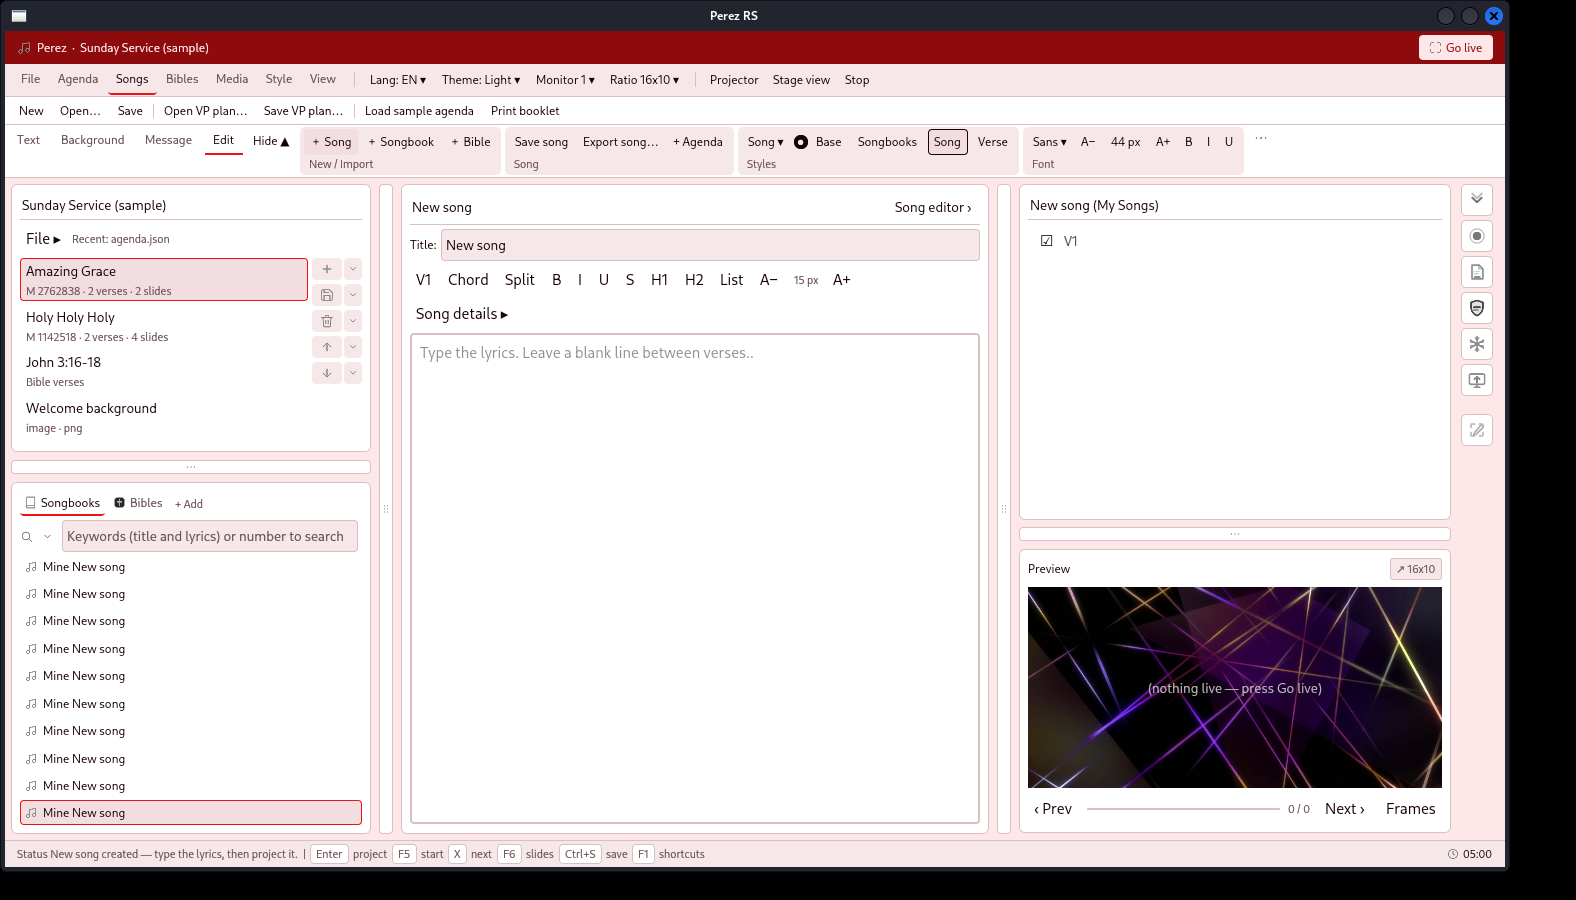 Perez RS
Perez · Sunday Service (sample)
Go live
File Agenda Songs Bibles Media Style View Lang: EN ▾ Theme: Light ▾ Monitor 1 ▾ Ratio 16x10 ▾ Projector Stage view Stop
New Open... Save Open VP plan... Save VP plan... Load sample agenda Print booklet
Text Background Message Edit Hide ▲
+ Song + Songbook + Bible
New / Import
Save song Export song... + Agenda
Song
Song ▾ Base Songbooks Song Verse
Styles
Sans ▾ A− 44 px A+ B I U
Font
...
Sunday Service (sample)
File ▸ Recent: agenda.json
Amazing Grace
M 2762838 · 2 verses · 2 slides
Holy Holy Holy
M 1142518 · 2 verses · 4 slides
John 3:16-18
Bible verses
Welcome background
image · png
Songbooks Bibles + Add
Keywords (title and lyrics) or number to search
Mine New song
Mine New song
Mine New song
Mine New song
Mine New song
Mine New song
Mine New song
Mine New song
Mine New song
Mine New song
New song
Song editor ›
Title: New song
V1 Chord Split B I U S H1 H2 List A− 15 px A+
Song details ▸
Type the lyrics. Leave a blank line between verses..
New song (My Songs)
☑ V1
Preview
↗ 16x10
(nothing live — press Go live)
‹ Prev 0 / 0 Next › Frames
Status New song created — type the lyrics, then project it. | Enter project F5 start X next F6 slides Ctrl+S save F1 shortcuts
05:00